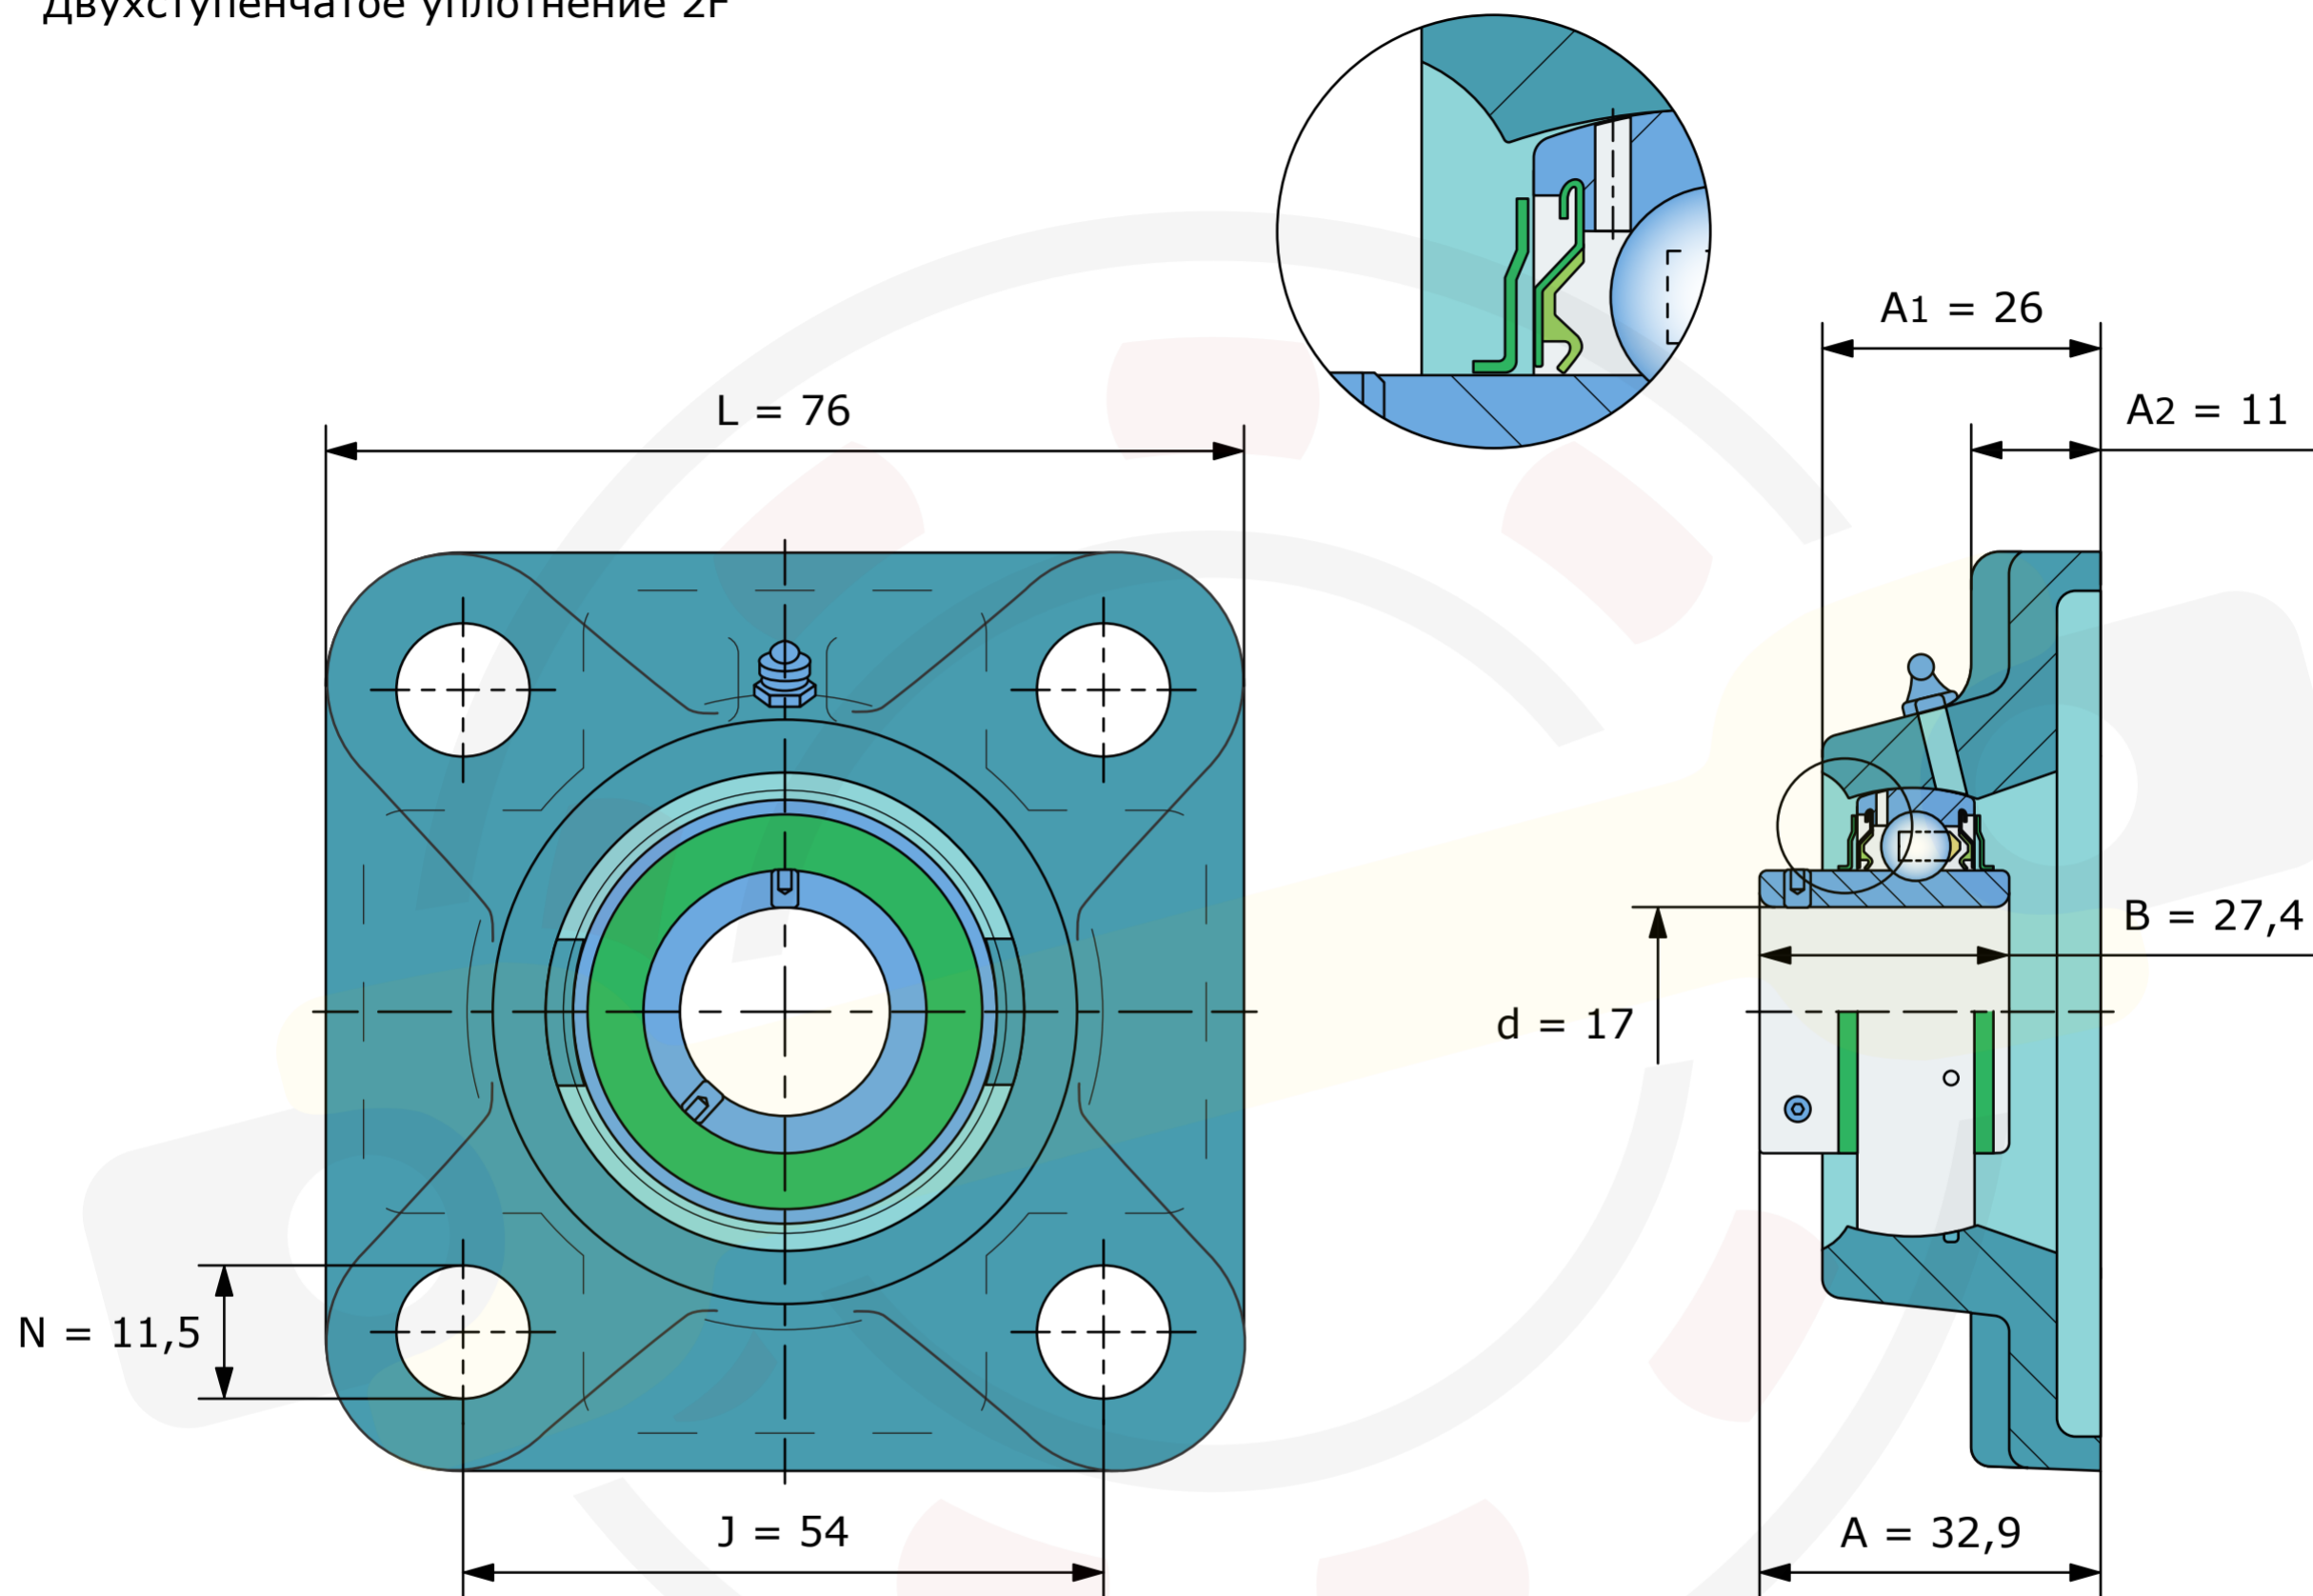 Двухступенчатое уплотнение 2F
A1 = 26
L = 76
A2 = 11
B = 27,4
d = 17
N = 11,5
J = 54
A = 32,9